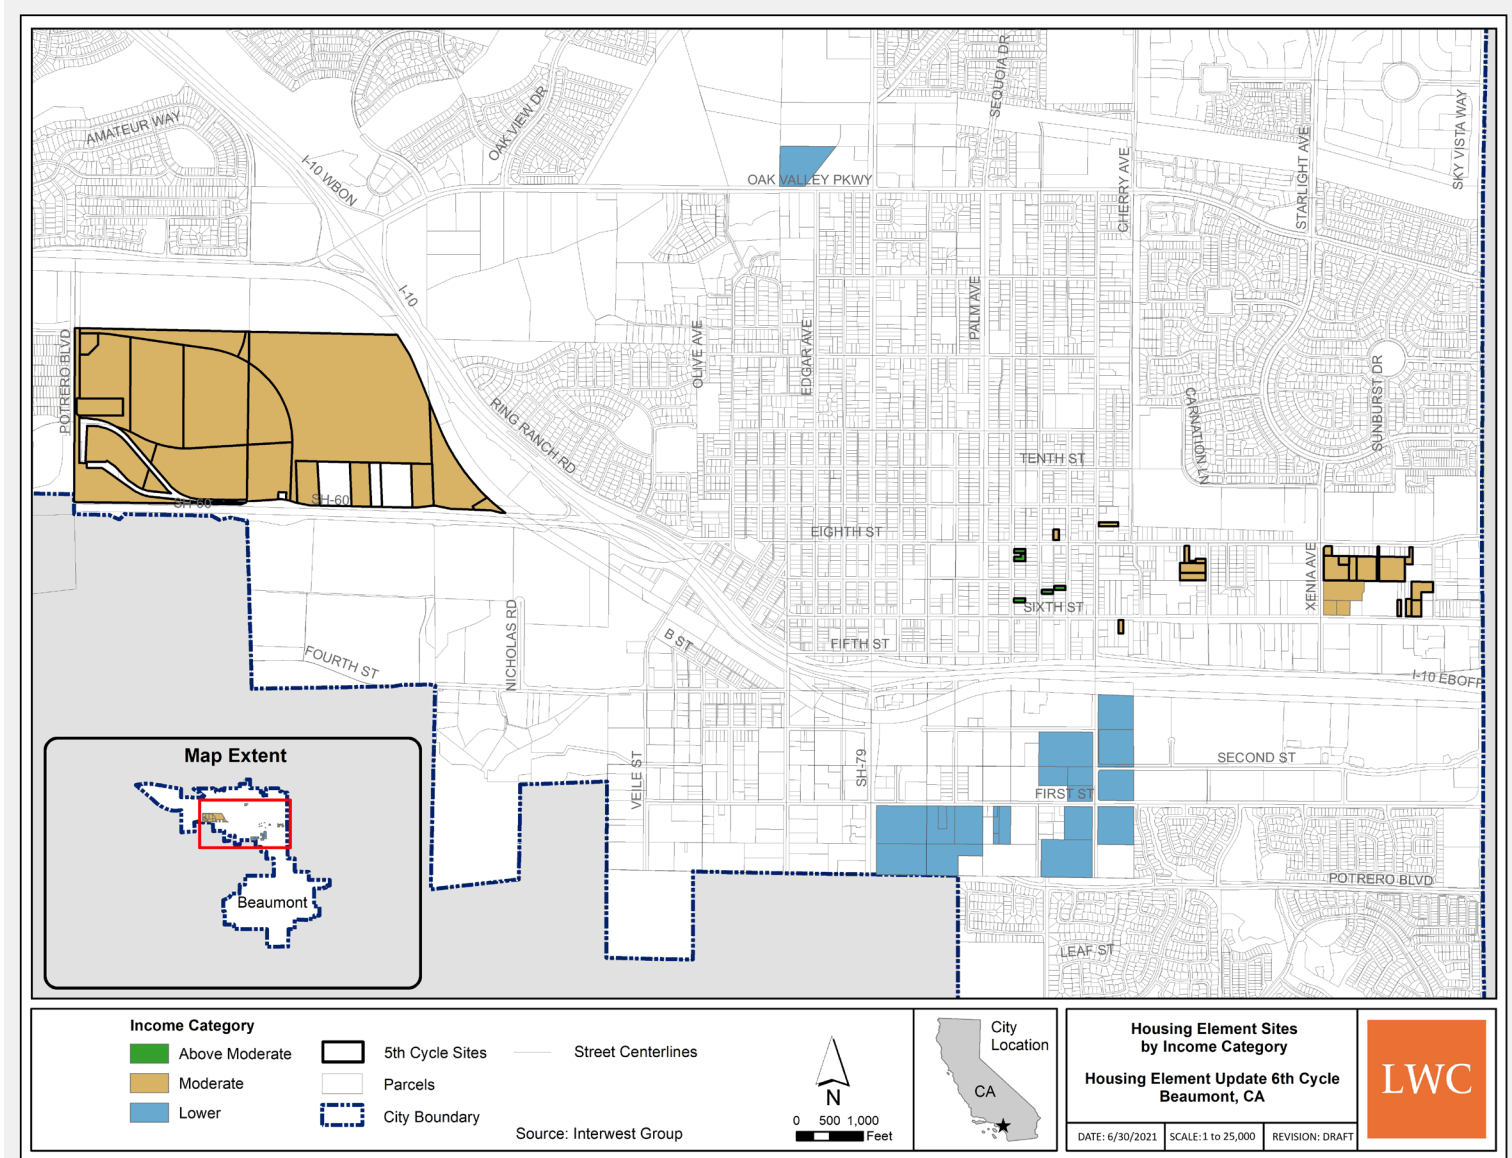 SEQUOIA DR
AMATEUR WAY
OAK VIEW DR
I-10 WBON
SKY VISTA WAY
STARLIGHT AVE
CHERRY AVE
OAK VALLEY PKWY
I-10
PALM AVE
POTRERO BLVD
OLIVE AVE
EDGAR AVE
SUNBURST DR
CARNATION LN
RING RANCH RD
TENTH ST
SH-60
SH-60
EIGHTH ST
XENIA AVE
SIXTH ST
NICHOLAS RD
FIFTH ST
B ST
FOURTH ST
I-10 EBOFF
SECOND ST
VEILE ST
SH-79
FIRST ST
POTRERO BLVD
LEAF ST
Map Extent
Beaumont
Income Category
Above Moderate
Moderate
Lower
5th Cycle Sites
Parcels
City Boundary
Street Centerlines
Source: Interwest Group
N
0 500 1,000
Feet
City
Location
CA
Housing Element Sites
by Income Category
Housing Element Update 6th Cycle
Beaumont, CA
DATE: 6/30/2021
SCALE: 1 to 25,000
REVISION: DRAFT
LWC